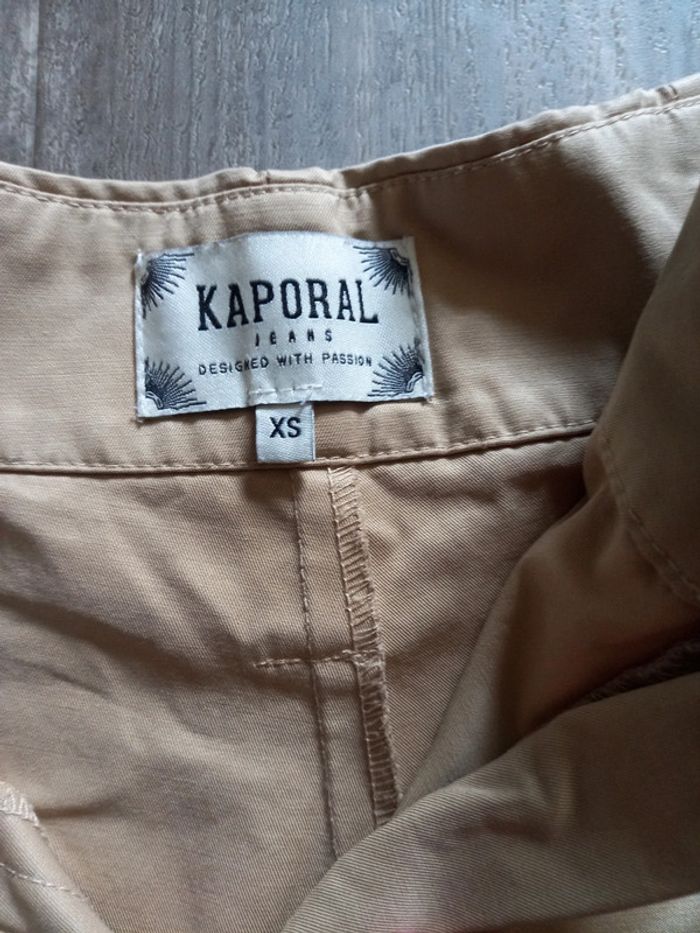 KAPORAL
JEANS
DESIGNED WITH PASSION
XS